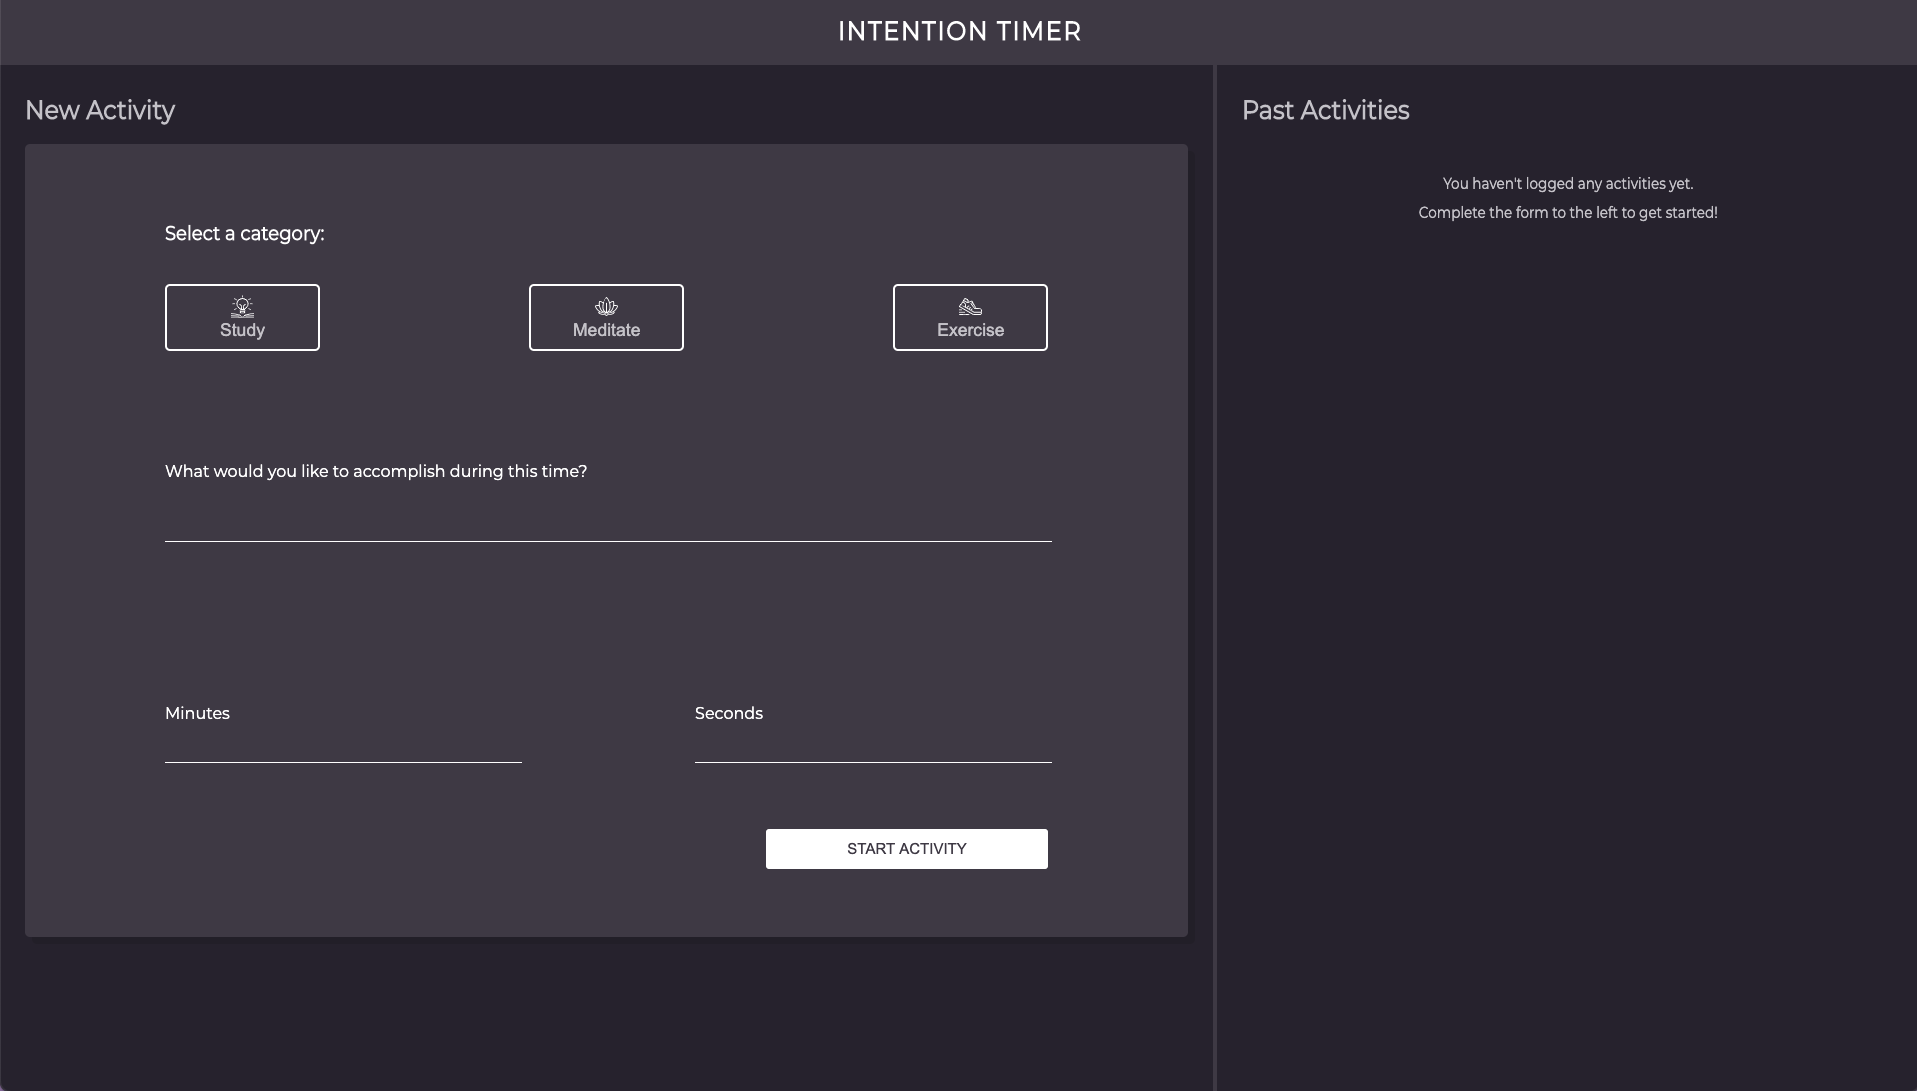 INTENTION TIMER
New Activity
Select a category:
Study
Meditate
Exercise
What would you like to accomplish during this time?
Minutes
Seconds
START ACTIVITY
Past Activities
You haven't logged any activities yet.
Complete the form to the left to get started!